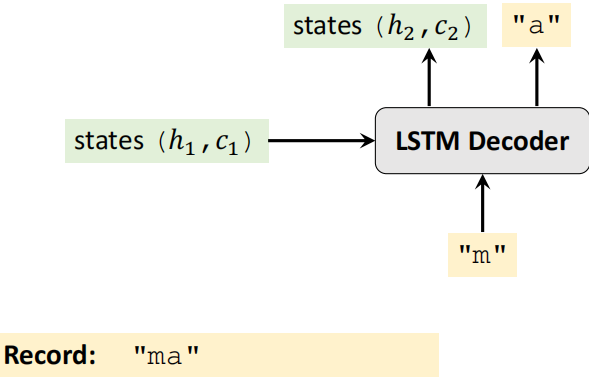 states (h₂, c₂)
"a"
states (h₁, c₁)
LSTM Decoder
"m"
Record: "ma"